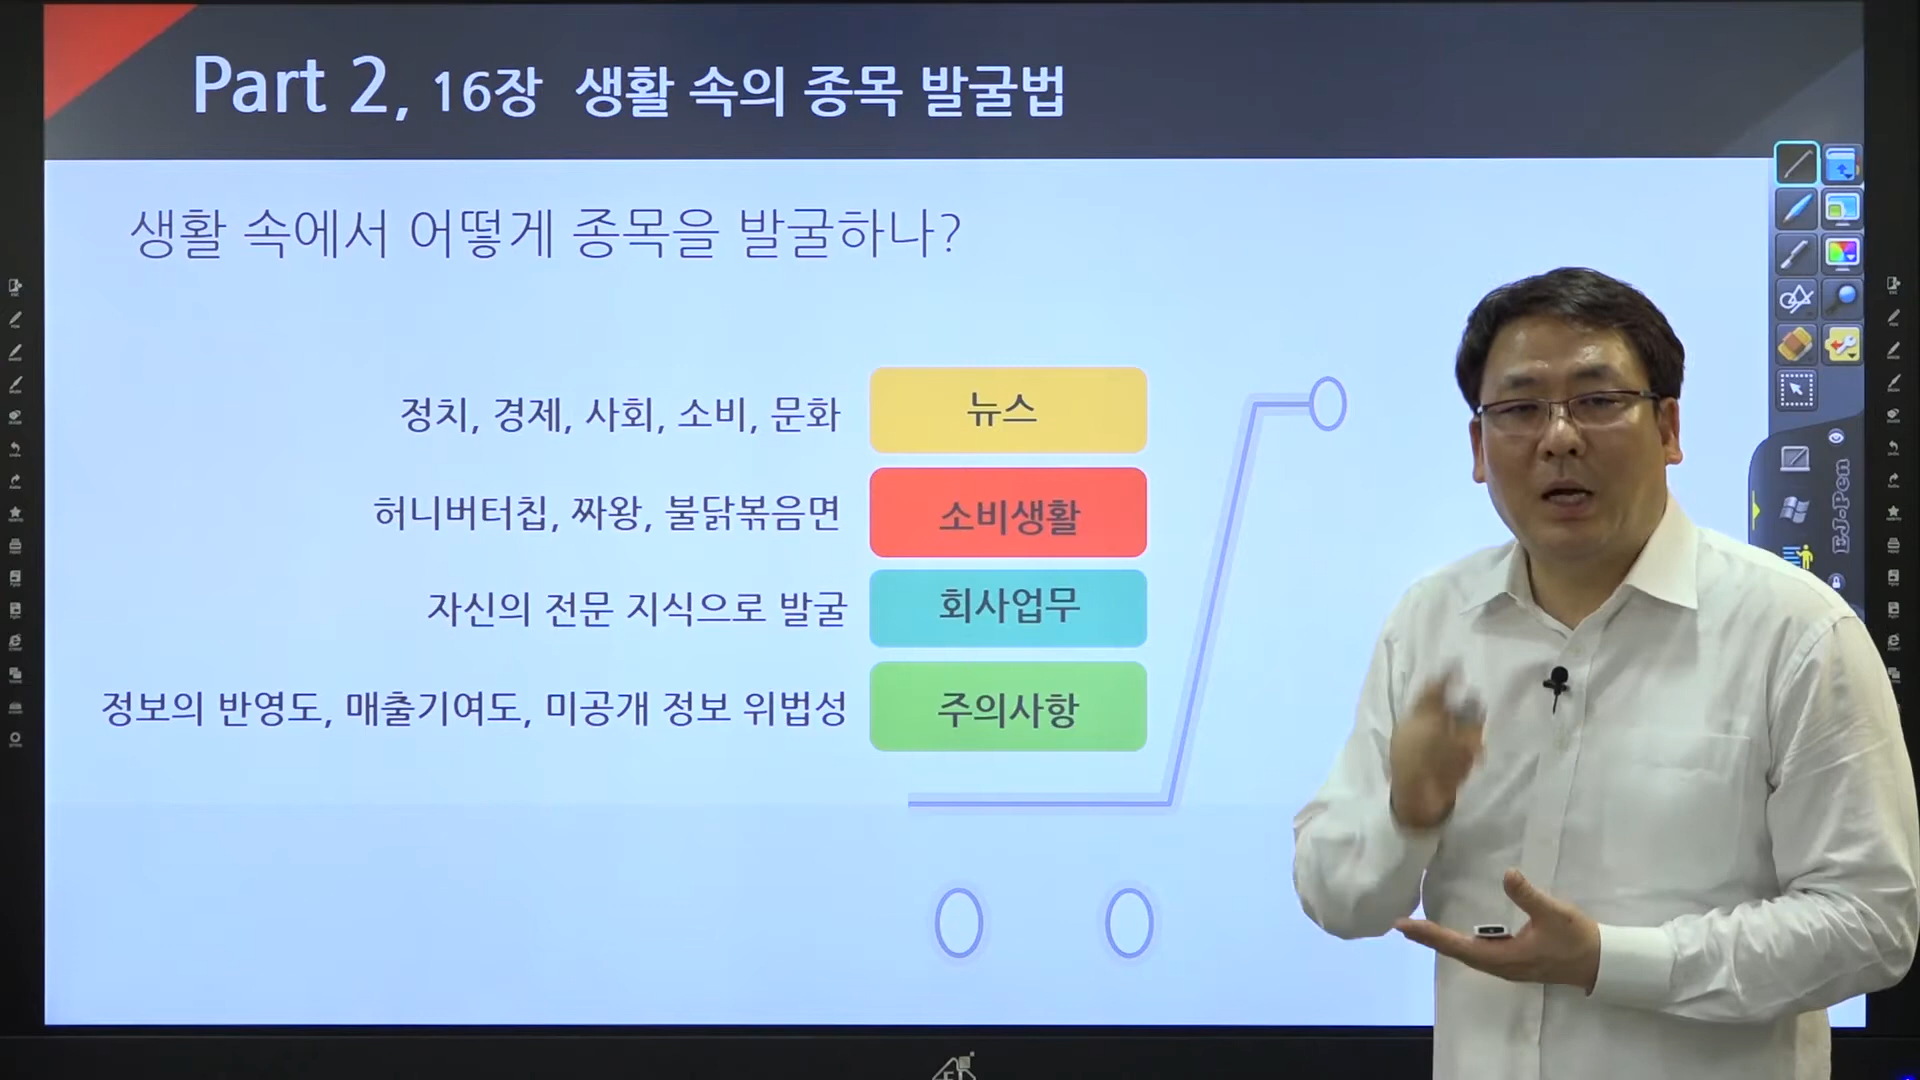 Part 2, 16장 생활 속의 종목 발굴법
생활 속에서 어떻게 종목을 발굴하나?
정치, 경제, 사회, 소비, 문화 뉴스
허니버터칩, 짜왕, 불닭볶음면 소비생활
자신의 전문 지식으로 발굴 회사업무
정보의 반영도, 매출기여도, 미공개 정보 위법성 주의사항
E.J.Pen